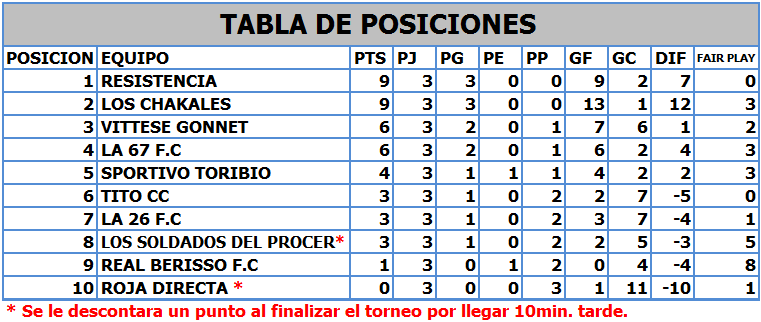 TABLA DE POSICIONES
POSICION EQUIPO PTS PJ PG PE PP GF GC DIF FAIR PLAY
1 RESISTENCIA 9 3 3 0 0 9 2 7 0
2 LOS CHAKALES 9 3 3 0 0 13 1 12 3
3 VITTESE GONNET 6 3 2 0 1 7 6 1 2
4 LA 67 F.C 6 3 2 0 1 6 2 4 3
5 SPORTIVO TORIBIO 4 3 1 1 1 4 2 2 3
6 TITO CC 3 3 1 0 2 2 7 -5 0
7 LA 26 F.C 3 3 1 0 2 3 7 -4 1
8 LOS SOLDADOS DEL PROCER* 3 3 1 0 2 2 5 -3 5
9 REAL BERISSO F.C 1 3 0 1 2 0 4 -4 8
10 ROJA DIRECTA * 0 3 0 0 3 1 11 -10 1
* Se le descontara un punto al finalizar el torneo por llegar 10min. tarde.